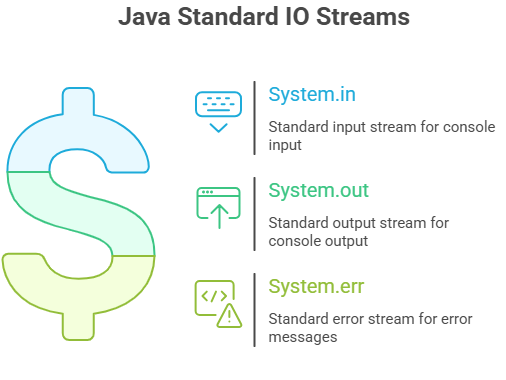 Java Standard IO Streams
System.in
Standard input stream for console
input
System.out
Standard output stream for
console output
System.err
Standard error stream for error
messages